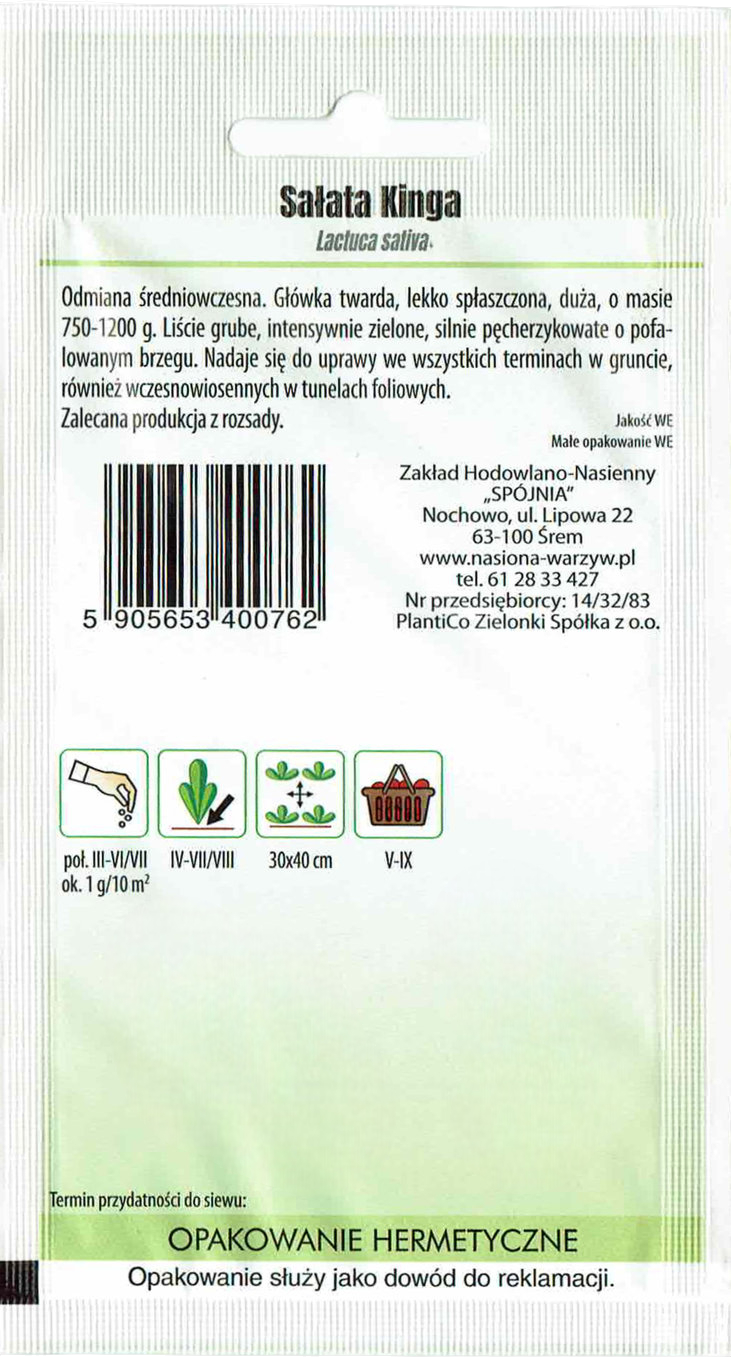 Sałata Kinga
Lactuca sativa.
Odmiana średniowczesna. Główka twarda, lekko spłaszczona, duża, o masie
750-1200 g. Liście grube, intensywnie zielone, silnie pęcherzykowate o pofa-
lowanym brzegu. Nadaje się do uprawy we wszystkich terminach w gruncie,
również wczesnowiosennych w tunelach foliowych.
Zalecana produkcja z rozsady.
Jakość WE
Małe opakowanie WE
Zakład Hodowlano-Nasienny
„SPÓJNIA”
Nochowo, ul. Lipowa 22
63-100 Śrem
www.nasiona-warzyw.pl
tel. 61 28 33 427
Nr przedsiębiorcy: 14/32/83
PlantiCo Zielonki Spółka z o.o.
5 905653 400762
poł. III-VI/VII
ok. 1 g/10 m²
IV-VII/VIII
30x40 cm
V-IX
Termin przydatności do siewu:
OPAKOWANIE HERMETYCZNE
Opakowanie służy jako dowód do reklamacji.